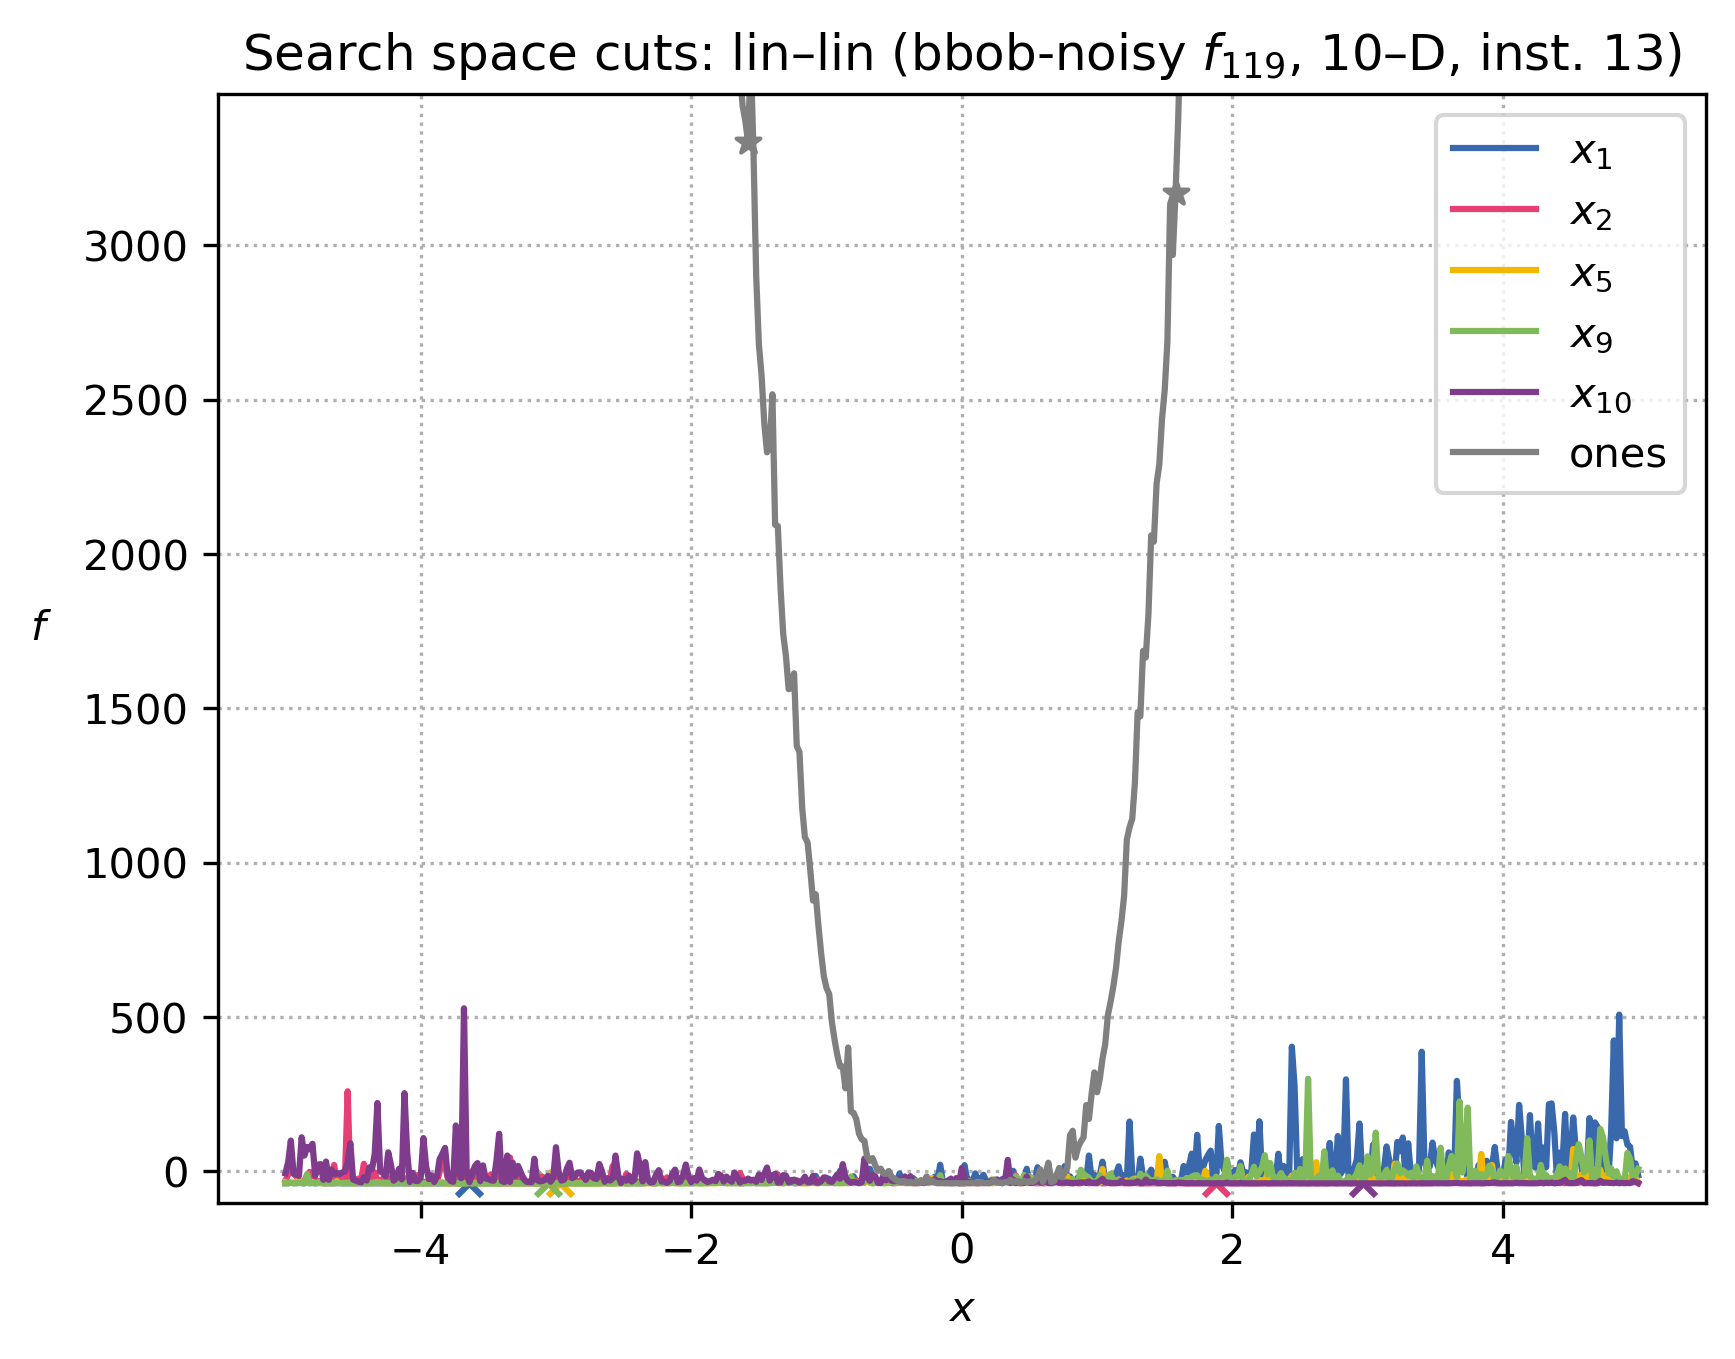 Search space cuts: lin–lin (bbob-noisy f₁₁₉, 10–D, inst. 13)
x₁
x₂
x₅
x₉
x₁₀
ones
3000
2500
2000
1500
1000
500
0
f
−4 −2 0 2 4
x